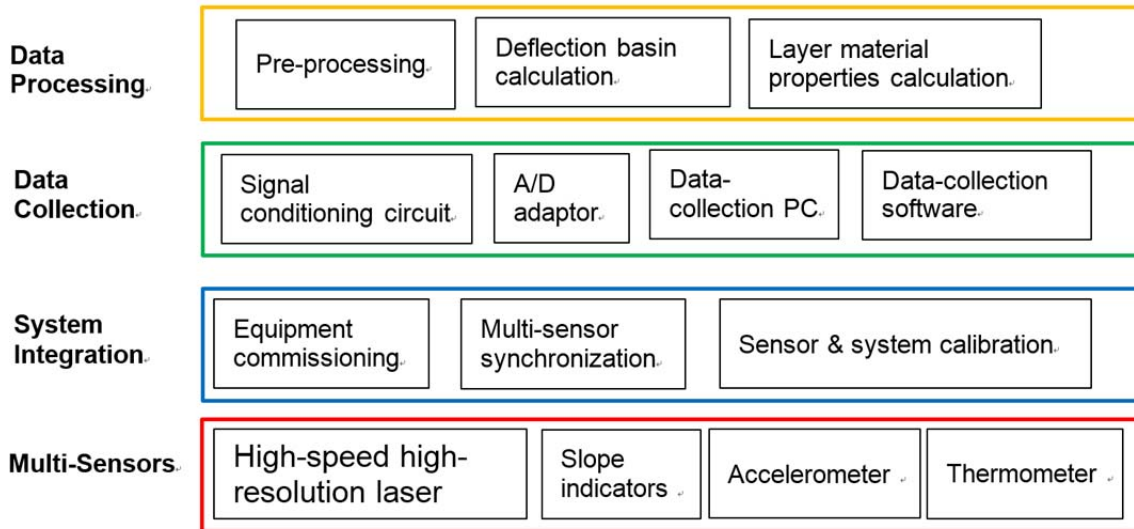 Data
Processing
Pre-processing
Deflection basin
calculation
Layer material
properties calculation
Data
Collection
Signal
conditioning circuit
A/D
adaptor
Data-
collection PC
Data-collection
software
System
Integration
Equipment
commissioning
Multi-sensor
synchronization
Sensor & system calibration
Multi-Sensors
High-speed high-
resolution laser
Slope
indicators
Accelerometer
Thermometer